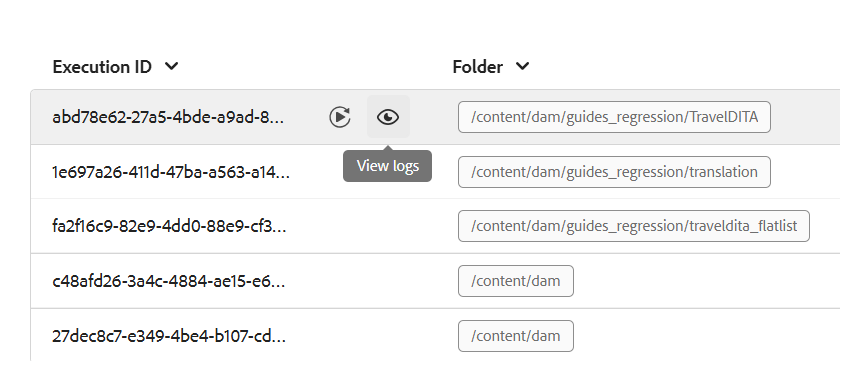 Execution ID Folder
abd78e62-27a5-4bde-a9ad-8... /content/dam/guides_regression/TravelDITA
View logs
1e697a26-411d-47ba-a563-a14... /content/dam/guides_regression/translation
fa2f16c9-82e9-4dd0-88e9-cf3... /content/dam/guides_regression/traveldita_flatlist
c48afd26-3a4c-4884-ae15-e6... /content/dam
27dec8c7-e349-4be4-b107-cd... /content/dam